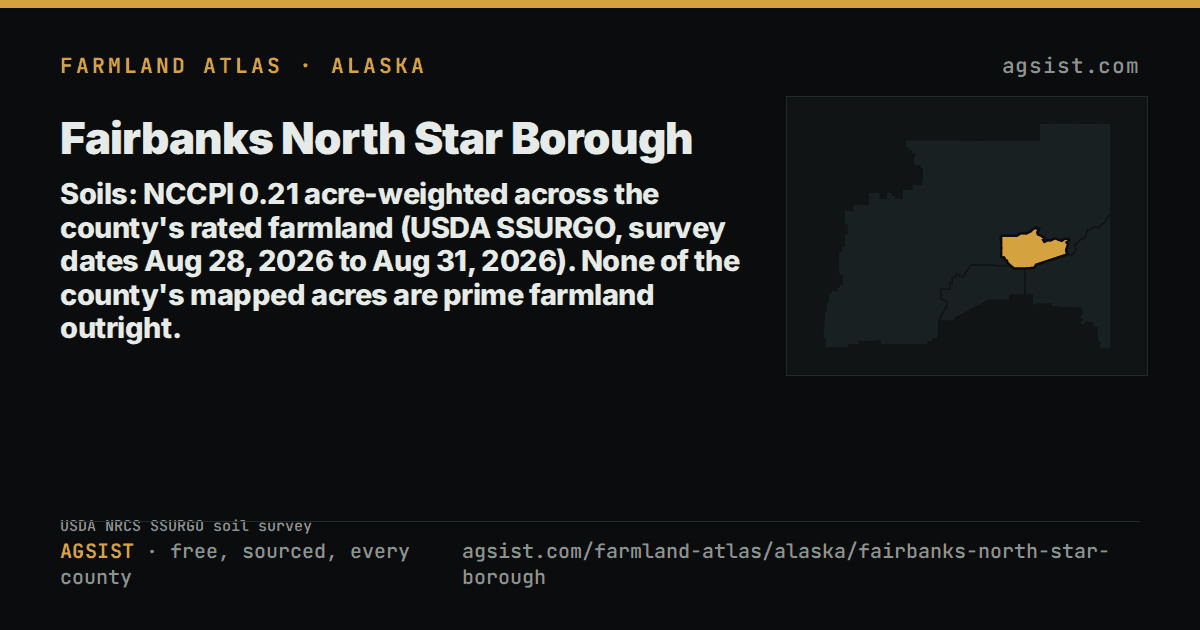 FARMLAND ATLAS · ALASKA
agsist.com
Fairbanks North Star Borough
Soils: NCCPI 0.21 acre-weighted across the
county's rated farmland (USDA SSURGO, survey
dates Aug 28, 2026 to Aug 31, 2026). None of the
county's mapped acres are prime farmland
outright.
USDA NRCS SSURGO soil survey
AGSIST · free, sourced, every
county
agsist.com/farmland-atlas/alaska/fairbanks-north-star-
borough